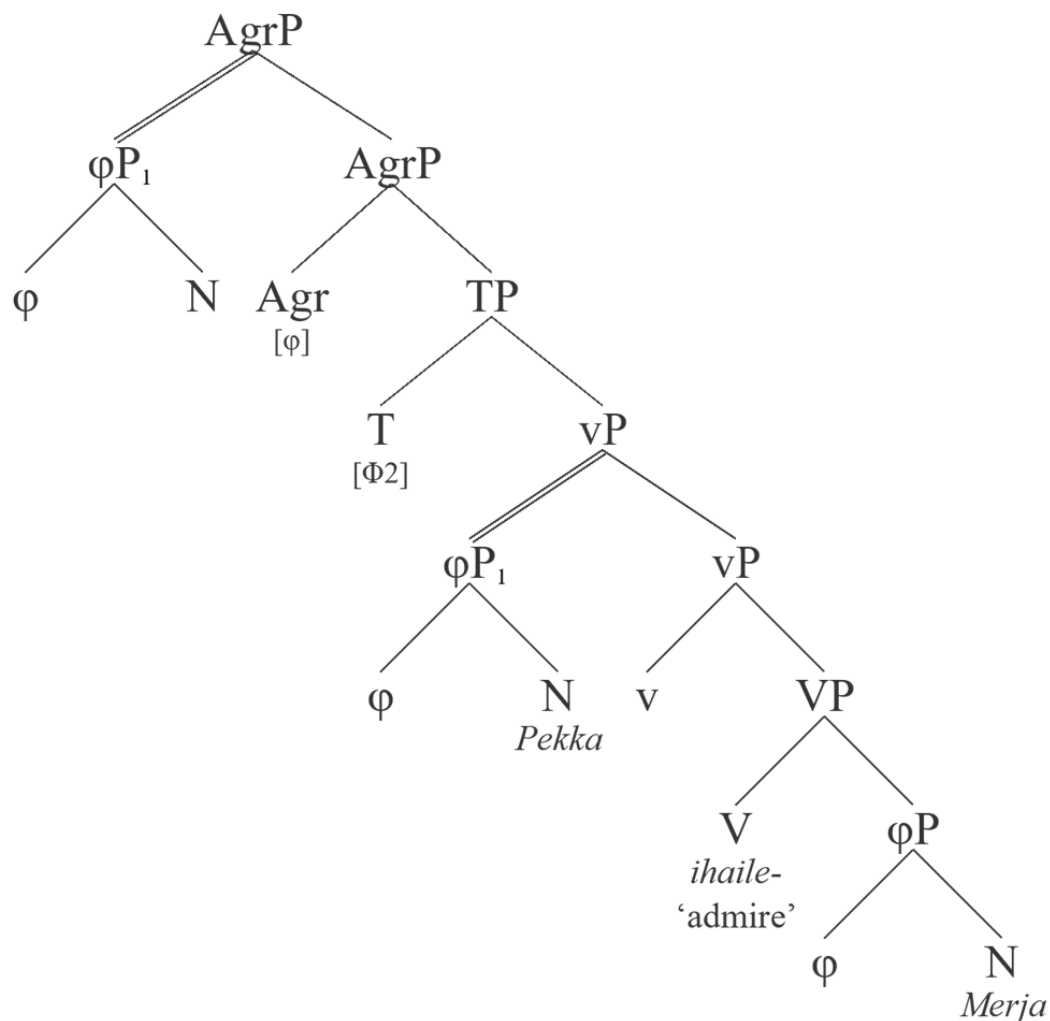 AgrP
φP₁ AgrP
φ N Agr TP
[φ]
T vP
[Φ2]
φP₁ vP
φ N v VP
Pekka
V φP
ihaile-
‘admire’
φ N
Merja